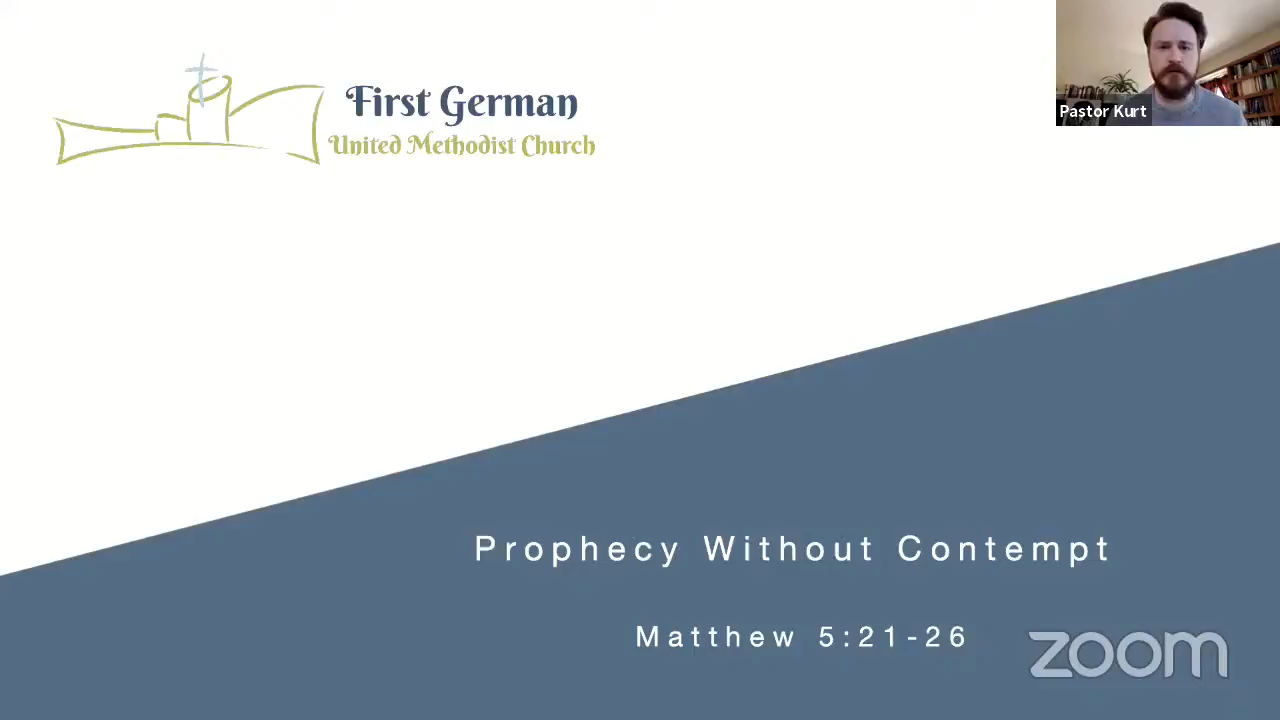 First German
United Methodist Church
Pastor Kurt
Prophecy Without Contempt
Matthew 5:21-26
zoom